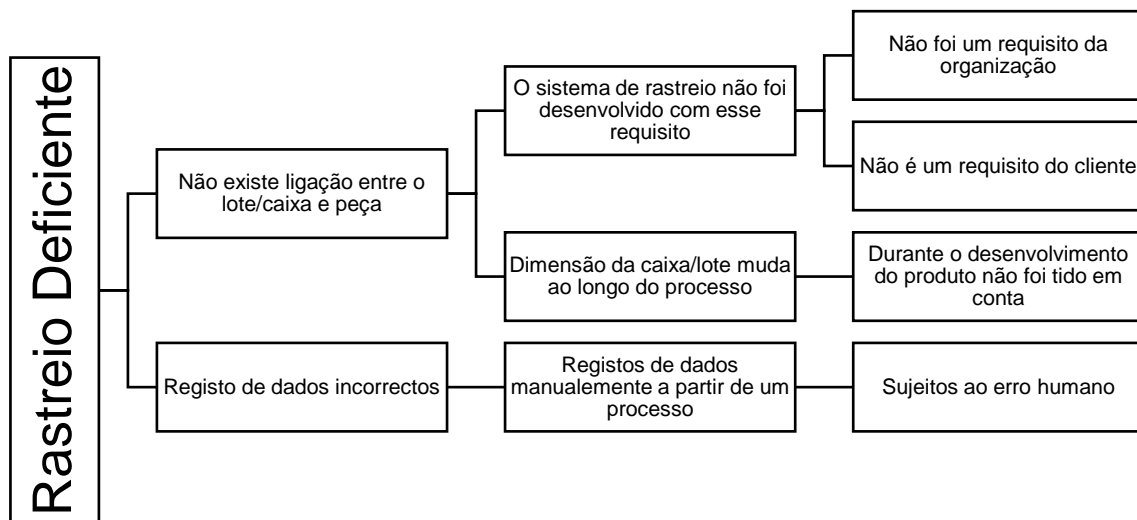 Rastreio Deficiente
Não existe ligação entre o
lote/caixa e peça
O sistema de rastreio não foi
desenvolvido com esse
requisito
Não foi um requisito da
organização
Não é um requisito do cliente
Dimensão da caixa/lote muda
ao longo do processo
Durante o desenvolvimento
do produto não foi tido em
conta
Registo de dados incorrectos
Registos de dados
manualemente a partir de um
processo
Sujeitos ao erro humano